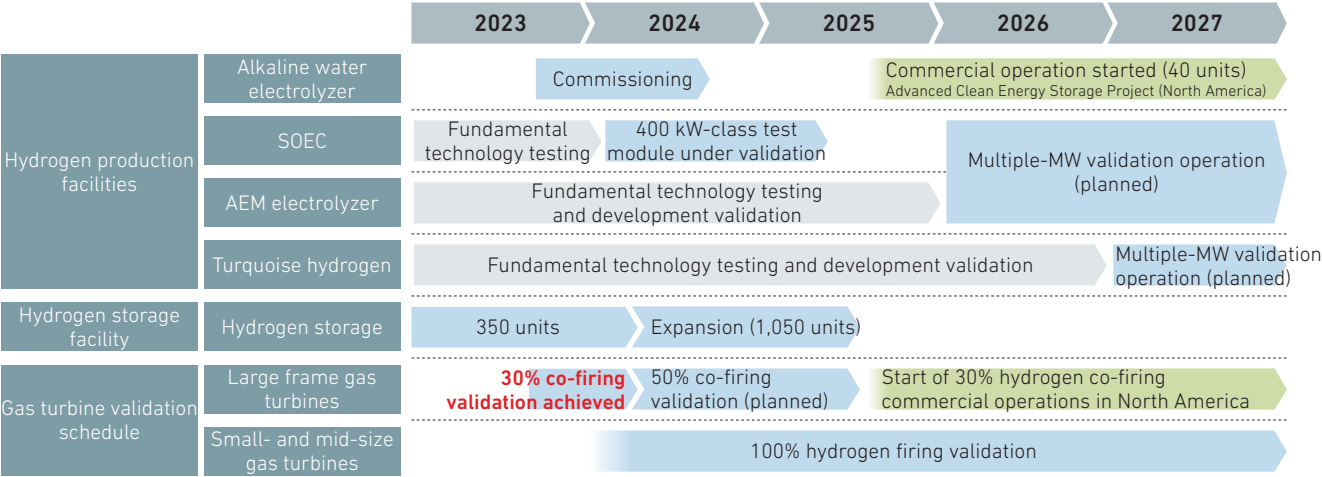 2023 2024 2025 2026 2027
Hydrogen production
facilities
Alkaline water
electrolyzer
Commissioning
Commercial operation started (40 units)
Advanced Clean Energy Storage Project (North America)
SOEC
Fundamental
technology testing
400 kW-class test
module under validation
Multiple-MW validation operation
(planned)
AEM electrolyzer
Fundamental technology testing
and development validation
Turquoise hydrogen
Fundamental technology testing and development validation
Multiple-MW validation
operation (planned)
Hydrogen storage
facility
Hydrogen storage
350 units
Expansion (1,050 units)
Gas turbine validation
schedule
Large frame gas
turbines
30% co-firing
validation achieved
50% co-firing
validation (planned)
Start of 30% hydrogen co-firing
commercial operations in North America
Small- and mid-size
gas turbines
100% hydrogen firing validation